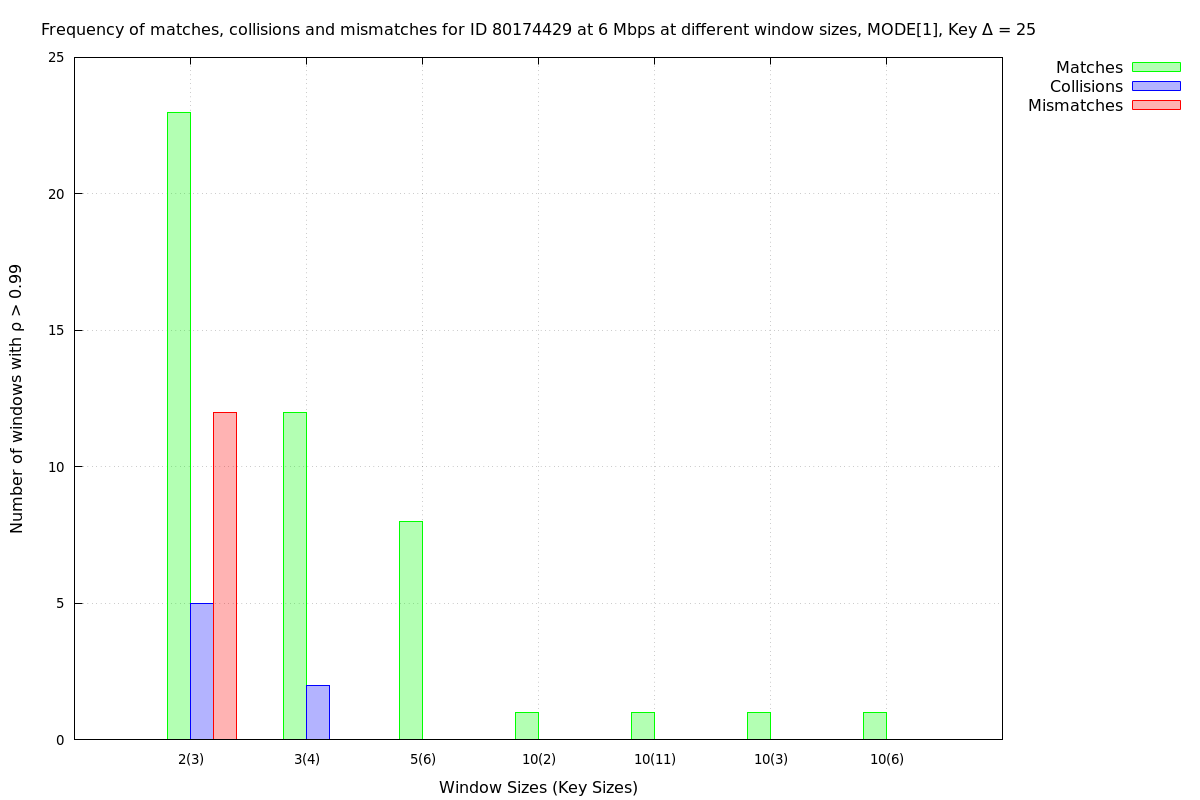 Frequency of matches, collisions and mismatches for ID 80174429 at 6 Mbps at different window sizes, MODE[1], Key Δ = 25
Matches
Collisions
Mismatches
Number of windows with ρ > 0.99
25
20
15
10
5
0
2(3) 3(4) 5(6) 10(2) 10(11) 10(3) 10(6)
Window Sizes (Key Sizes)